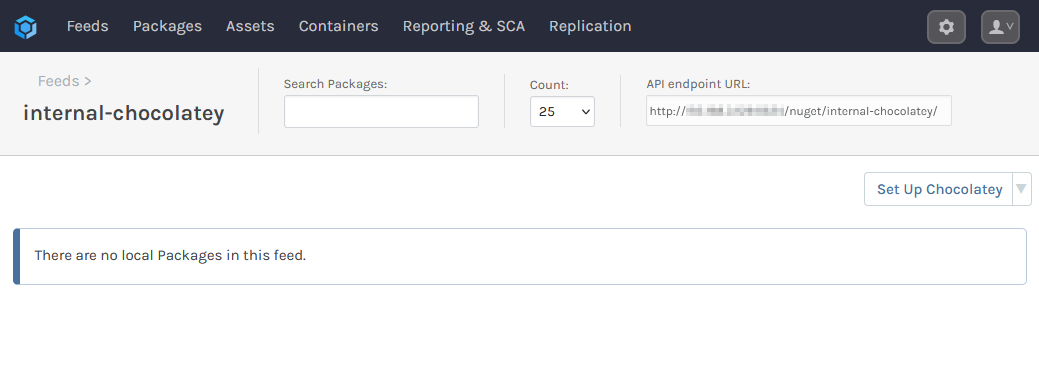 Feeds Packages Assets Containers Reporting & SCA Replication
Feeds >
internal-chocolatey
Search Packages:
Count:
25
API endpoint URL:
http:// /nuget/internal-chocolatey/
Set Up Chocolatey
There are no local Packages in this feed.